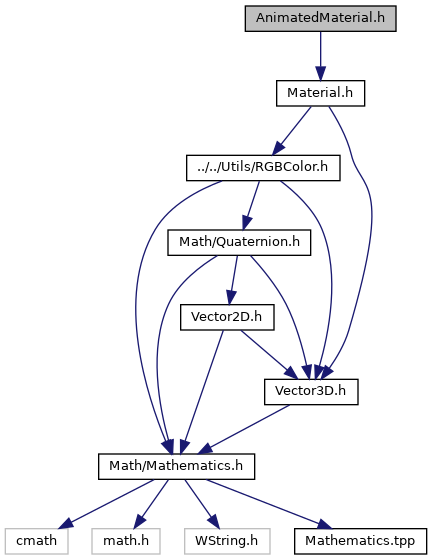 AnimatedMaterial.h
Material.h
../../Utils/RGBColor.h
Math/Quaternion.h
Vector2D.h
Vector3D.h
Math/Mathematics.h
cmath
math.h
WString.h
Mathematics.tpp